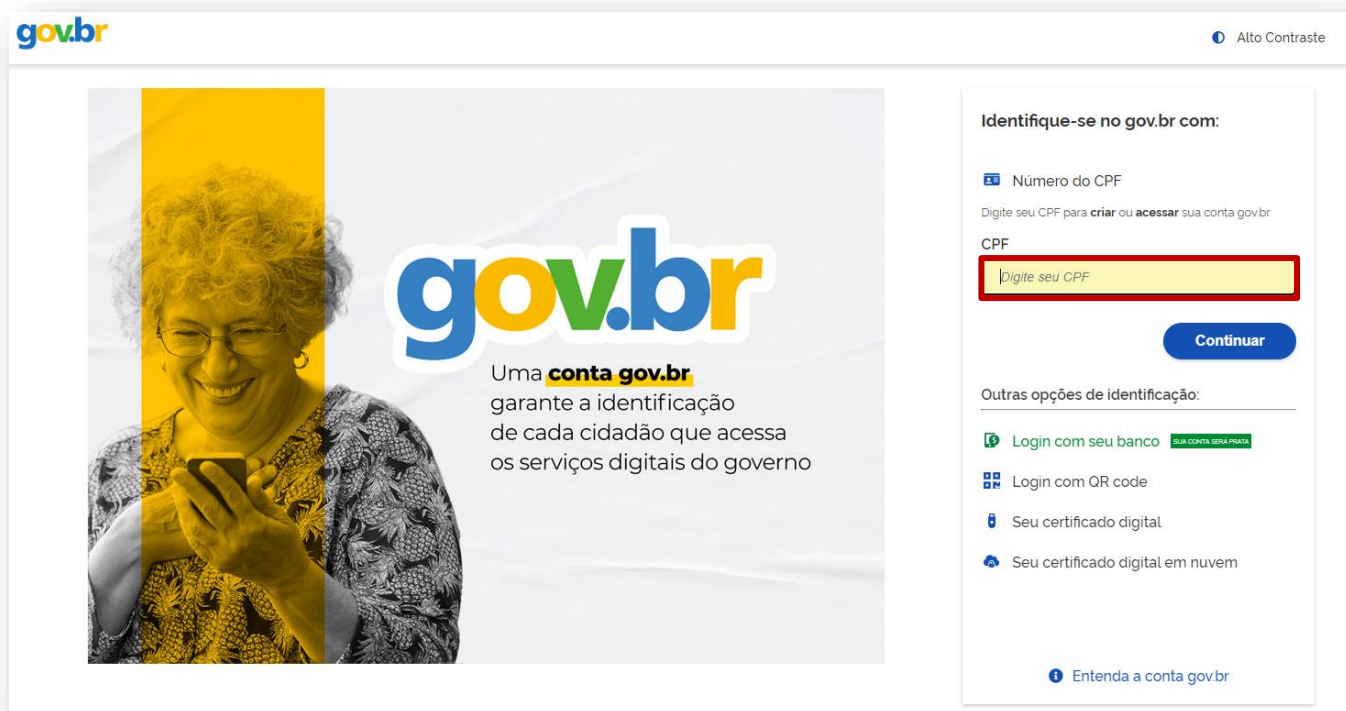 gov.br
Alto Contraste
gov.br
Uma conta gov.br
garante a identificação
de cada cidadão que acessa
os serviços digitais do governo
Identifique-se no gov.br com:
Número do CPF
Digite seu CPF para criar ou acessar sua conta gov.br
CPF
Digite seu CPF
Continuar
Outras opções de identificação:
Login com seu banco SUA CONTA SERÁ PRATA
Login com QR code
Seu certificado digital
Seu certificado digital em nuvem
Entenda a conta gov.br